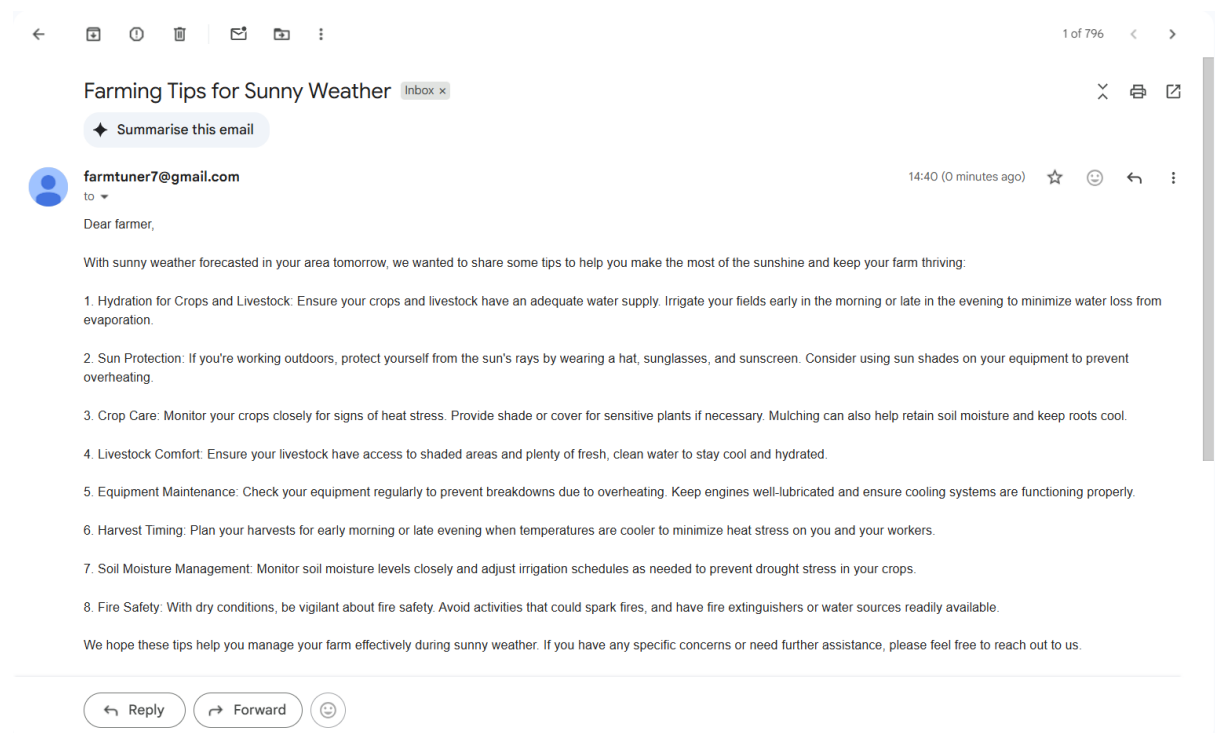 1 of 796
Farming Tips for Sunny Weather Inbox ×
Summarise this email
farmtuner7@gmail.com 14:40 (0 minutes ago)
to
Dear farmer,
With sunny weather forecasted in your area tomorrow, we wanted to share some tips to help you make the most of the sunshine and keep your farm thriving:
1. Hydration for Crops and Livestock: Ensure your crops and livestock have an adequate water supply. Irrigate your fields early in the morning or late in the evening to minimize water loss from
evaporation.
2. Sun Protection: If you're working outdoors, protect yourself from the sun's rays by wearing a hat, sunglasses, and sunscreen. Consider using sun shades on your equipment to prevent
overheating.
3. Crop Care: Monitor your crops closely for signs of heat stress. Provide shade or cover for sensitive plants if necessary. Mulching can also help retain soil moisture and keep roots cool.
4. Livestock Comfort: Ensure your livestock have access to shaded areas and plenty of fresh, clean water to stay cool and hydrated.
5. Equipment Maintenance: Check your equipment regularly to prevent breakdowns due to overheating. Keep engines well-lubricated and ensure cooling systems are functioning properly.
6. Harvest Timing: Plan your harvests for early morning or late evening when temperatures are cooler to minimize heat stress on you and your workers.
7. Soil Moisture Management: Monitor soil moisture levels closely and adjust irrigation schedules as needed to prevent drought stress in your crops.
8. Fire Safety: With dry conditions, be vigilant about fire safety. Avoid activities that could spark fires, and have fire extinguishers or water sources readily available.
We hope these tips help you manage your farm effectively during sunny weather. If you have any specific concerns or need further assistance, please feel free to reach out to us.
Reply Forward